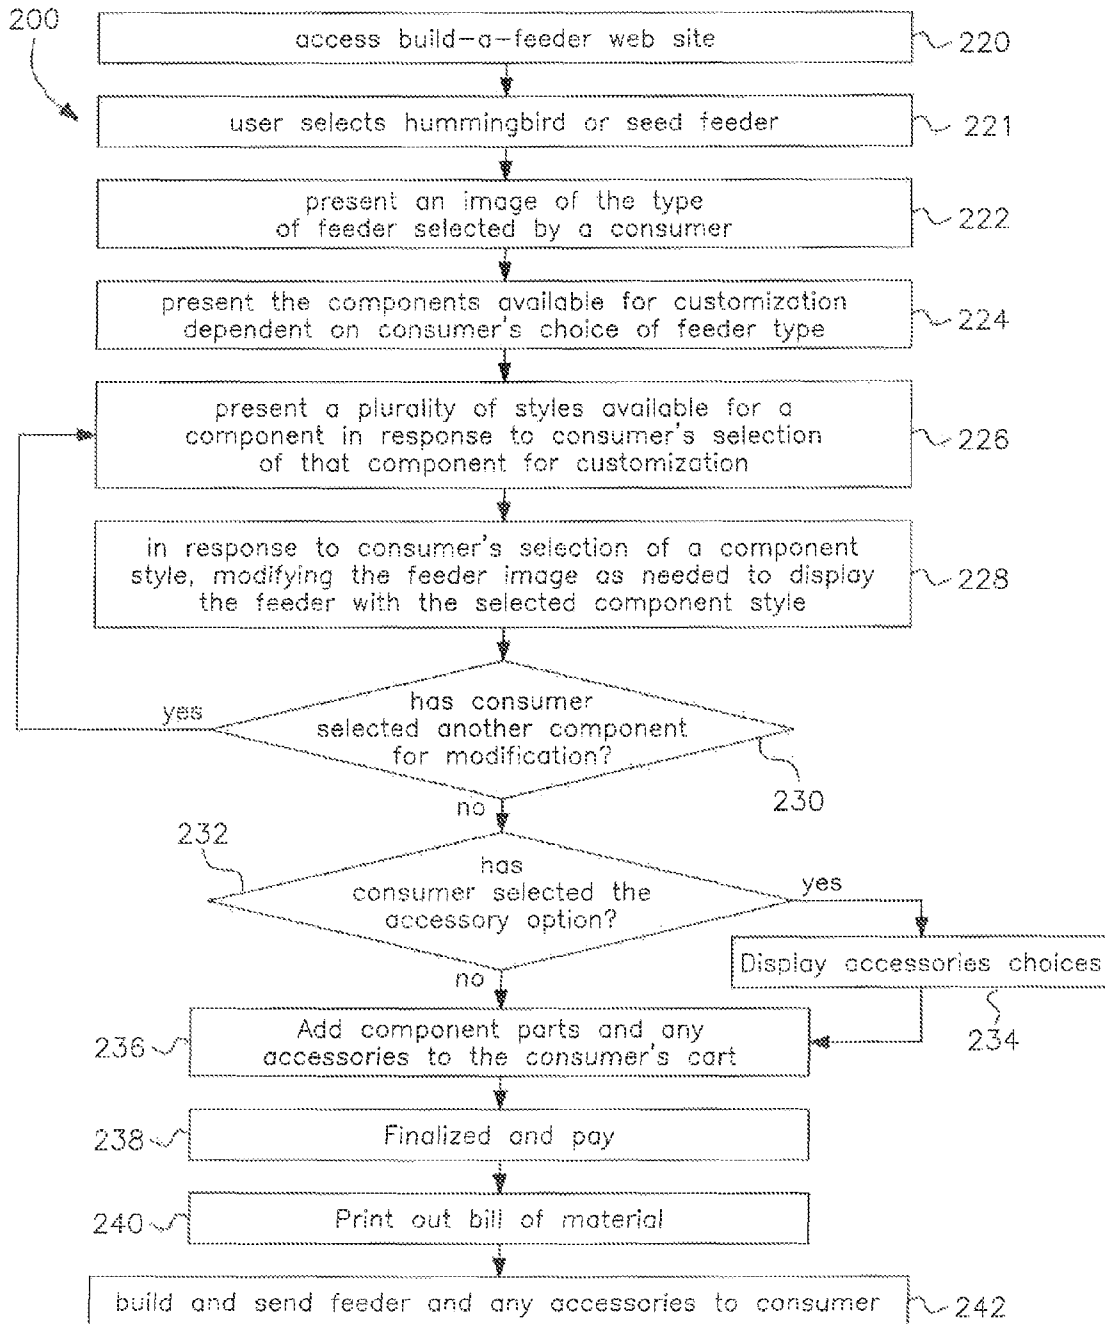 200
access build-a-feeder web site
220
user selects hummingbird or seed feeder
221
present an image of the type
of feeder selected by a consumer
222
present the components available for customization
dependent on consumer's choice of feeder type
224
present a plurality of styles available for a
component in response to consumer's selection
of that component for customization
226
in response to consumer's selection of a component
style, modifying the feeder image as needed to display
the feeder with the selected component style
228
has consumer
selected another component
for modification?
yes
230
no
232
has
consumer selected the
accessory option?
yes
Display accessories choices
234
no
Add component parts and any
accessories to the consumer's cart
236
Finalized and pay
238
Print out bill of material
240
build and send feeder and any accessories to consumer
242